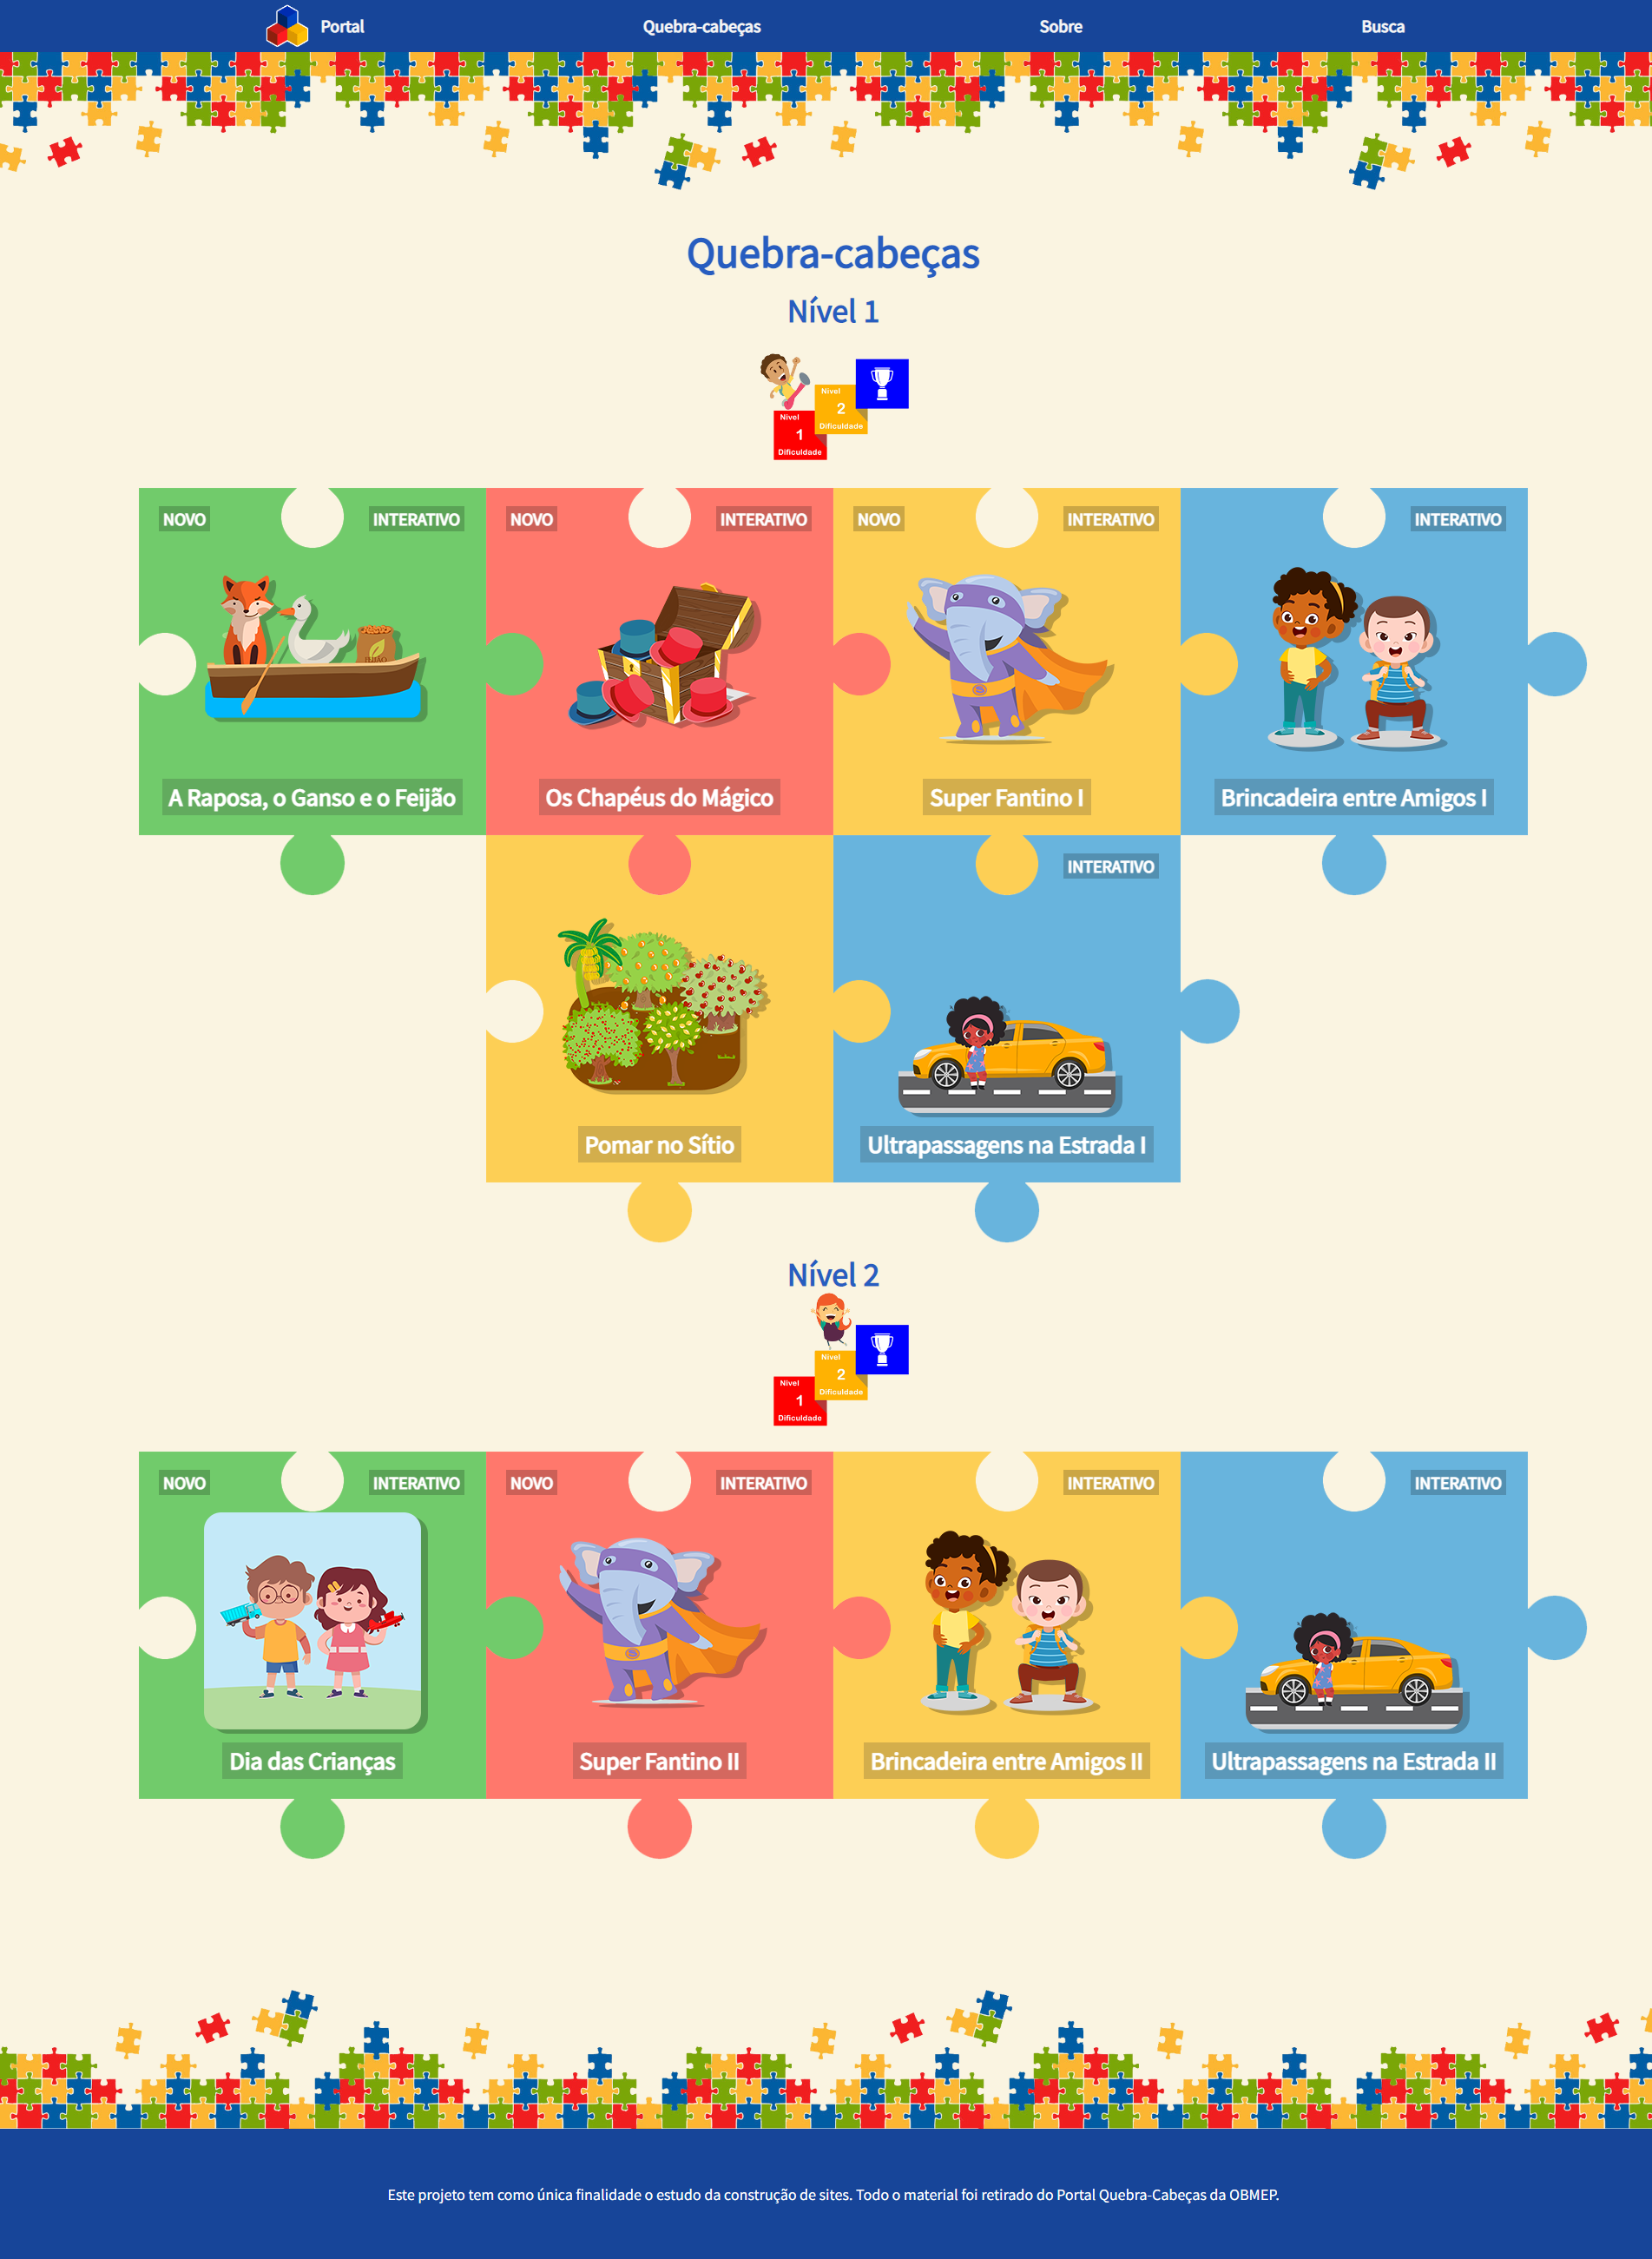 Portal
Quebra-cabeças
Sobre
Busca
Quebra-cabeças
Nível 1
Nível
2
Dificuldade
Nível
1
Dificuldade
NOVO
INTERATIVO
NOVO
INTERATIVO
NOVO
INTERATIVO
INTERATIVO
FEIJÃO
A Raposa, o Ganso e o Feijão
Os Chapéus do Mágico
Super Fantino I
Brincadeira entre Amigos I
INTERATIVO
Pomar no Sítio
Ultrapassagens na Estrada I
Nível 2
Nível
2
Dificuldade
Nível
1
Dificuldade
NOVO
INTERATIVO
NOVO
INTERATIVO
INTERATIVO
INTERATIVO
Dia das Crianças
Super Fantino II
Brincadeira entre Amigos II
Ultrapassagens na Estrada II
Este projeto tem como única finalidade o estudo da construção de sites. Todo o material foi retirado do Portal Quebra-Cabeças da OBMEP.